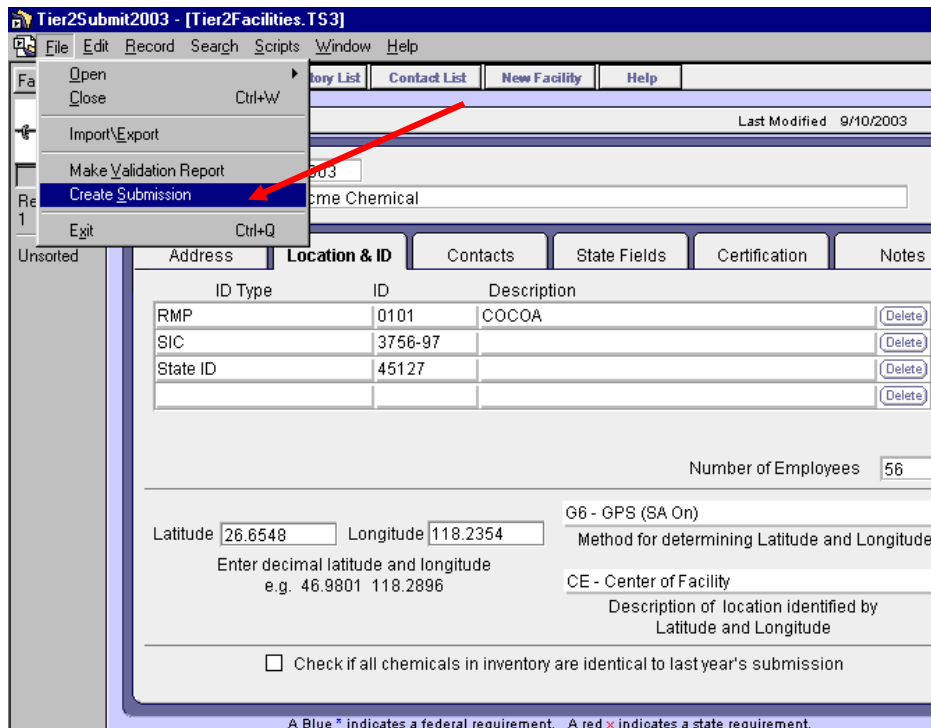 Tier2Submit2003 - [Tier2Facilities.TS3]
File Edit Record Search Scripts Window Help
Fa
tory List Contact List New Facility Help
Open
Close Ctrl+W
Import\Export
Make Validation Report
Create Submission
Exit Ctrl+Q
Last Modified 9/10/2003
003
cme Chemical
Re
1
Unsorted
Address Location & ID Contacts State Fields Certification Notes
ID Type ID Description
RMP 0101 COCOA Delete
SIC 3756-97 Delete
State ID 45127 Delete
Delete
Number of Employees 56
Latitude 26.6548 Longitude 118.2354
Enter decimal latitude and longitude
e.g. 46.9801 118.2896
G6 - GPS (SA On)
Method for determining Latitude and Longitude
CE - Center of Facility
Description of location identified by
Latitude and Longitude
Check if all chemicals in inventory are identical to last year's submission
A Blue * indicates a federal requirement. A red x indicates a state requirement.